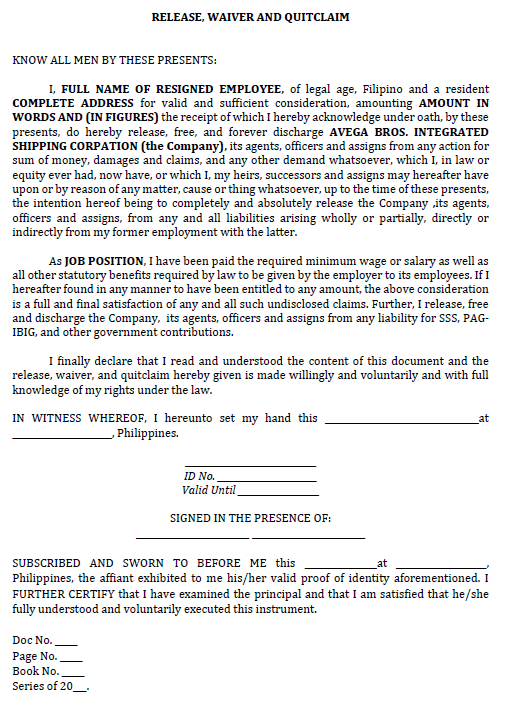 RELEASE, WAIVER AND QUITCLAIM
KNOW ALL MEN BY THESE PRESENTS:
I, FULL NAME OF RESIGNED EMPLOYEE, of legal age, Filipino and a resident
COMPLETE ADDRESS for valid and sufficient consideration, amounting AMOUNT IN
WORDS AND (IN FIGURES) the receipt of which I hereby acknowledge under oath, by these
presents, do hereby release, free, and forever discharge AVEGA BROS. INTEGRATED
SHIPPING CORPATION (the Company), its agents, officers and assigns from any action for
sum of money, damages and claims, and any other demand whatsoever, which I, in law or
equity ever had, now have, or which I, my heirs, successors and assigns may hereafter have
upon or by reason of any matter, cause or thing whatsoever, up to the time of these presents,
the intention hereof being to completely and absolutely release the Company ,its agents,
officers and assigns, from any and all liabilities arising wholly or partially, directly or
indirectly from my former employment with the latter.
As JOB POSITION, I have been paid the required minimum wage or salary as well as
all other statutory benefits required by law to be given by the employer to its employees. If I
hereafter found in any manner to have been entitled to any amount, the above consideration
is a full and final satisfaction of any and all such undisclosed claims. Further, I release, free
and discharge the Company, its agents, officers and assigns from any liability for SSS, PAG-
IBIG, and other government contributions.
I finally declare that I read and understood the content of this document and the
release, waiver, and quitclaim hereby given is made willingly and voluntarily and with full
knowledge of my rights under the law.
IN WITNESS WHEREOF, I hereunto set my hand this ______________________at
_______________, Philippines.
ID No. _______________
Valid Until_____________
SIGNED IN THE PRESENCE OF:
SUBSCRIBED AND SWORN TO BEFORE ME this ___________at ______________,
Philippines, the affiant exhibited to me his/her valid proof of identity aforementioned. I
FURTHER CERTIFY that I have examined the principal and that I am satisfied that he/she
fully understood and voluntarily executed this instrument.
Doc No. ____
Page No. ____
Book No. ____
Series of 20__.